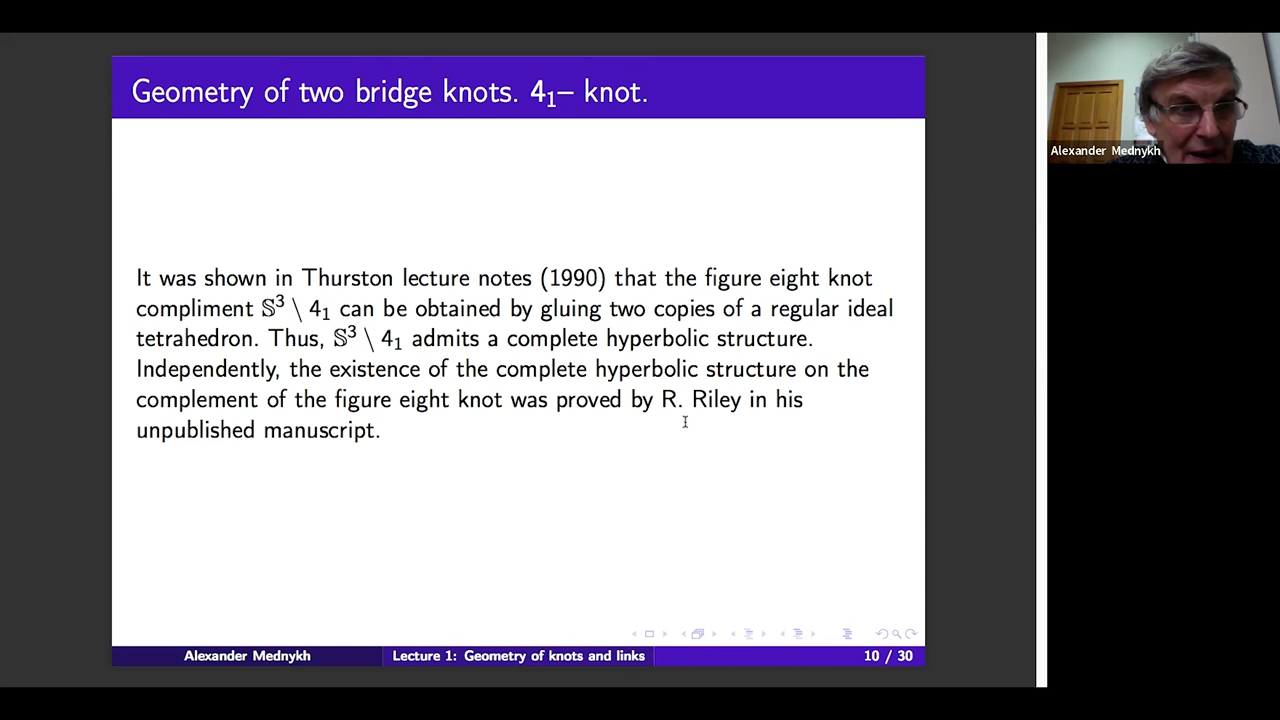 Geometry of two bridge knots. 4₁– knot.
It was shown in Thurston lecture notes (1990) that the figure eight knot
compliment 𝕊³ \ 4₁ can be obtained by gluing two copies of a regular ideal
tetrahedron. Thus, 𝕊³ \ 4₁ admits a complete hyperbolic structure.
Independently, the existence of the complete hyperbolic structure on the
complement of the figure eight knot was proved by R. Riley in his
unpublished manuscript.
Alexander Mednykh
Lecture 1: Geometry of knots and links
10 / 30
Alexander Mednykh